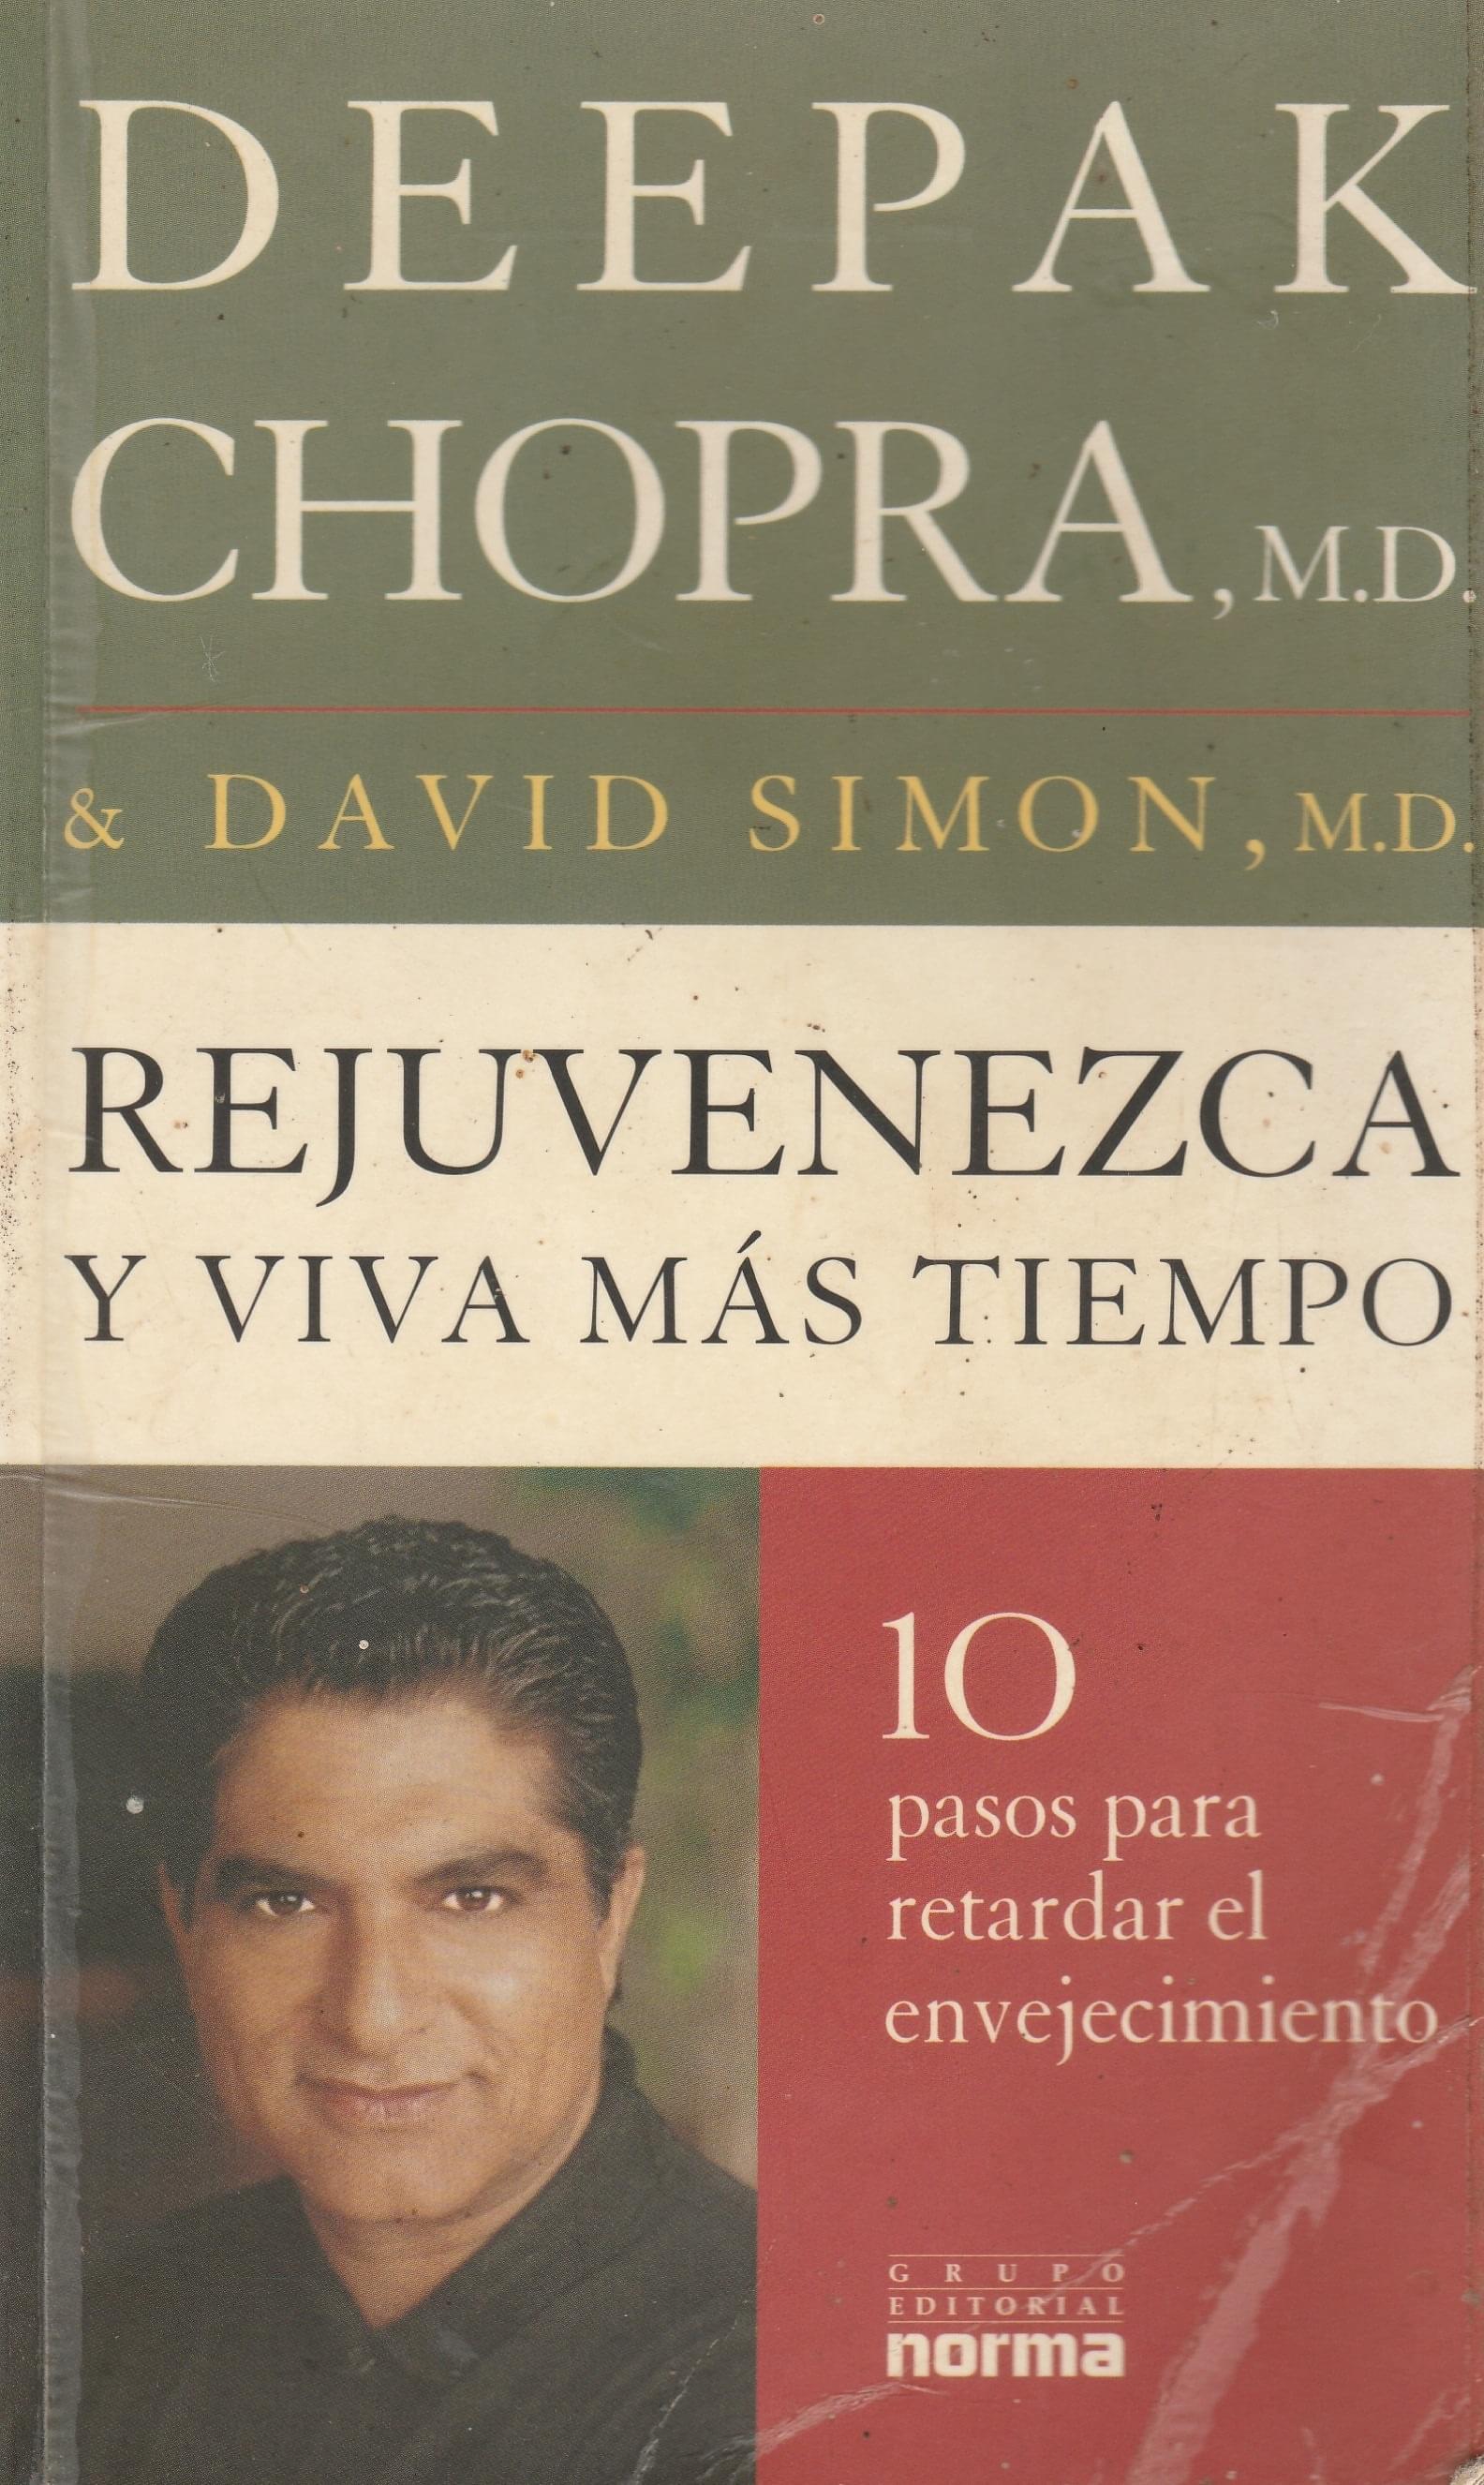 DEEPAK
CHOPRA, M.D.
& DAVID SIMON, M.D.
REJUVENEZCA
Y VIVA MÁS TIEMPO
10
pasos para
retardar el
envejecimiento
GRUPO
EDITORIAL
norma